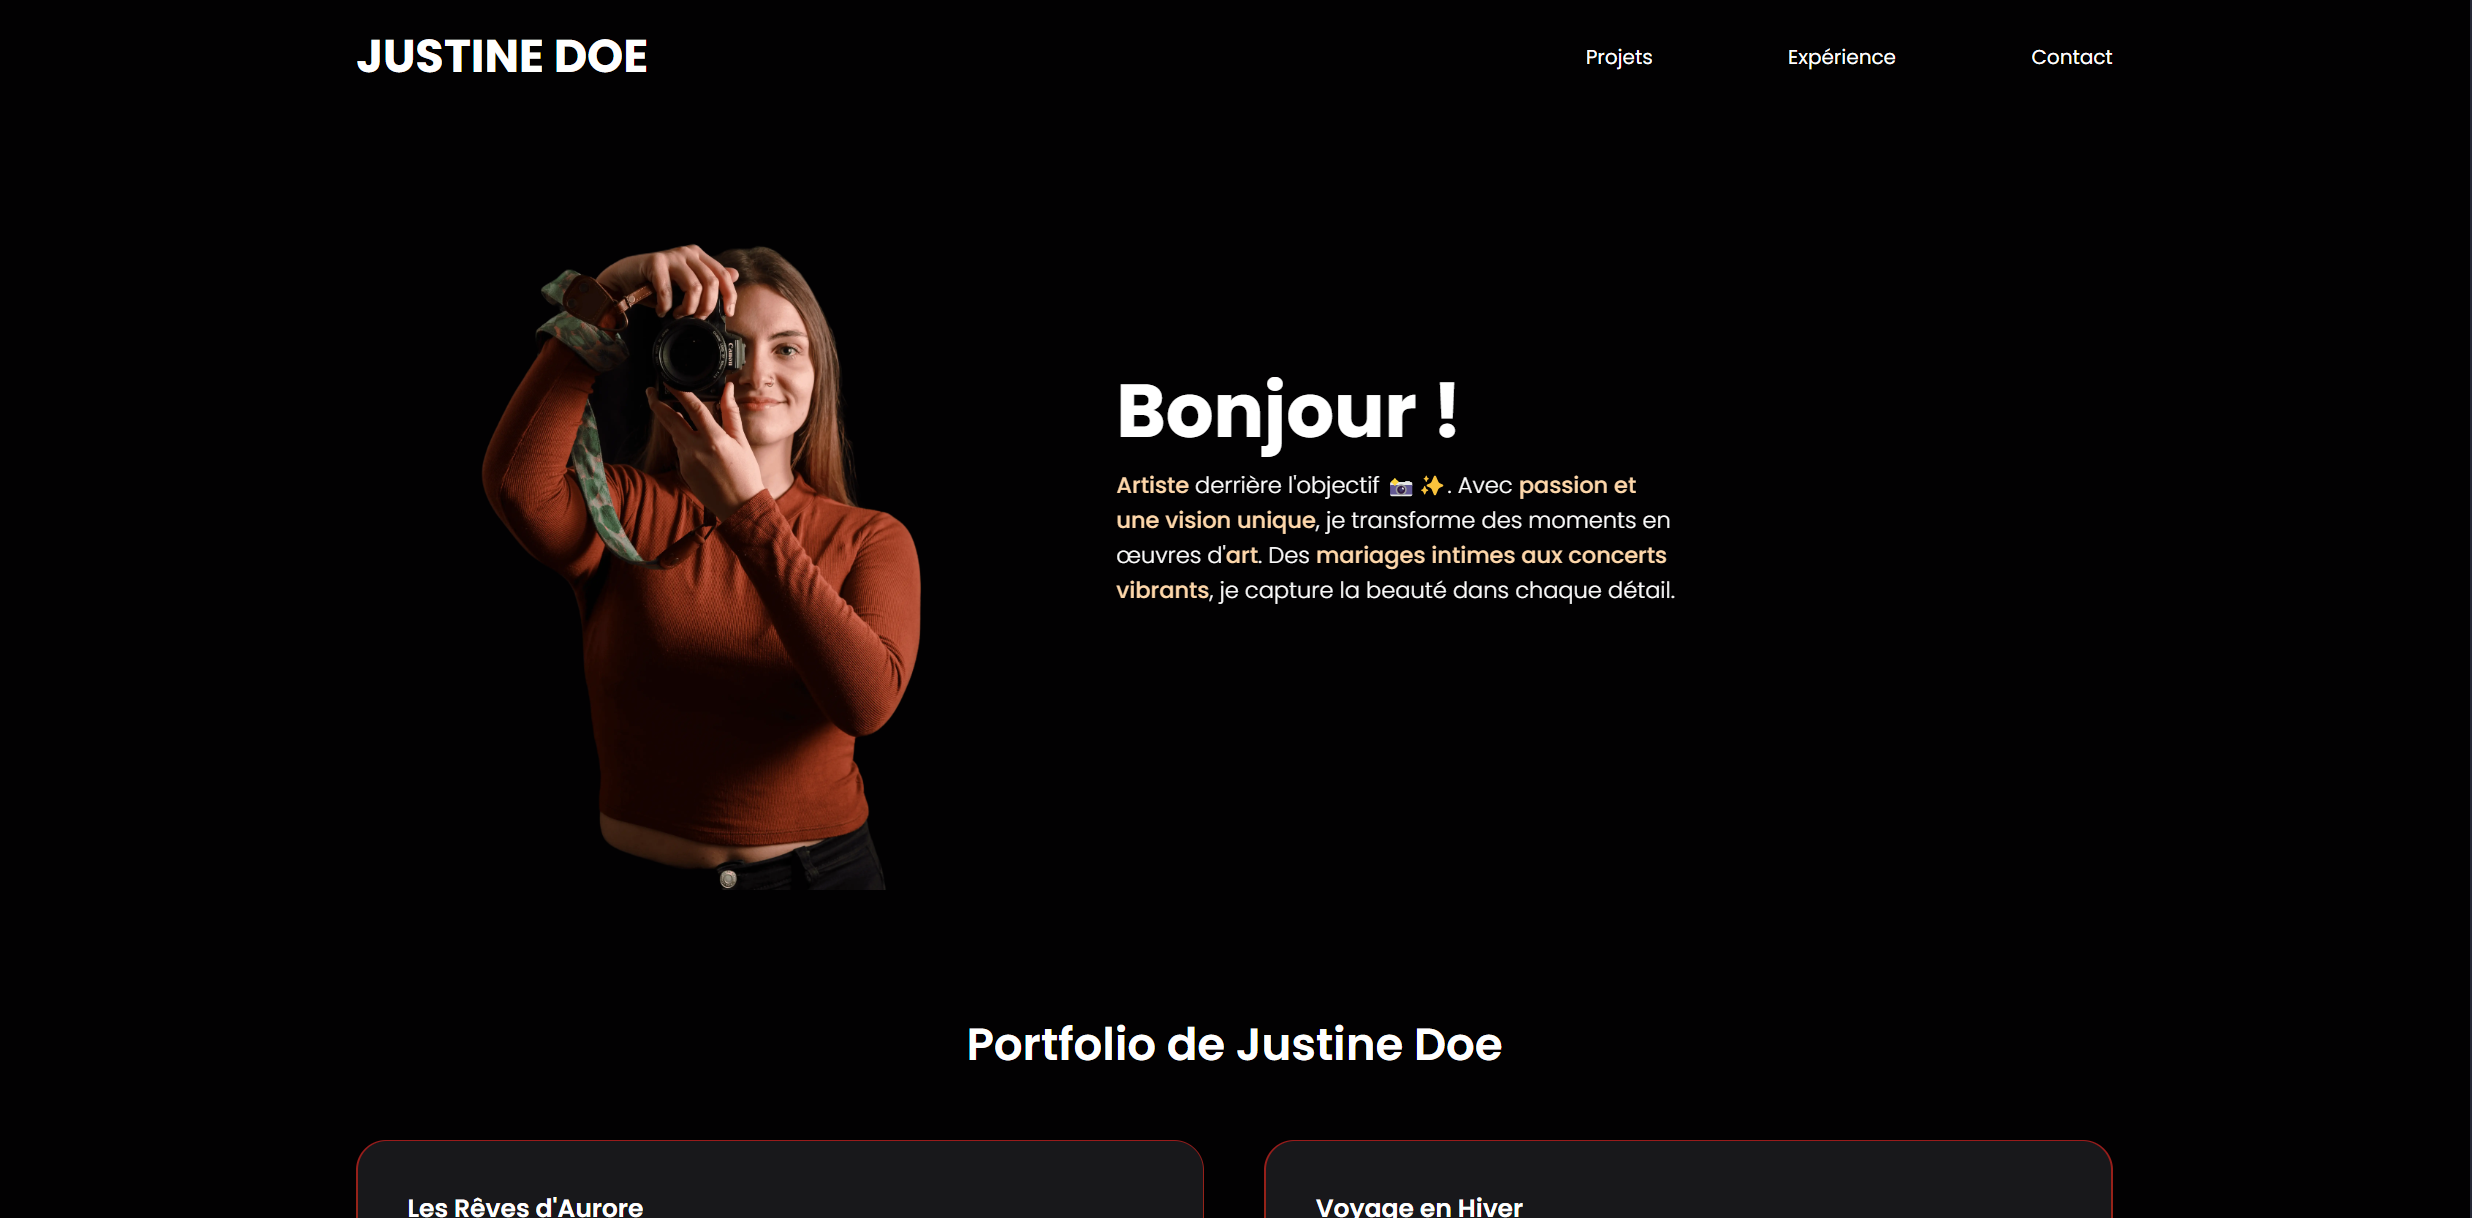 JUSTINE DOE
Projets
Expérience
Contact
Canon
Bonjour !
Artiste derrière l'objectif 📸 ✨. Avec passion et
une vision unique, je transforme des moments en
œuvres d'art. Des mariages intimes aux concerts
vibrants, je capture la beauté dans chaque détail.
Portfolio de Justine Doe
Les Rêves d'Aurore
Voyage en Hiver